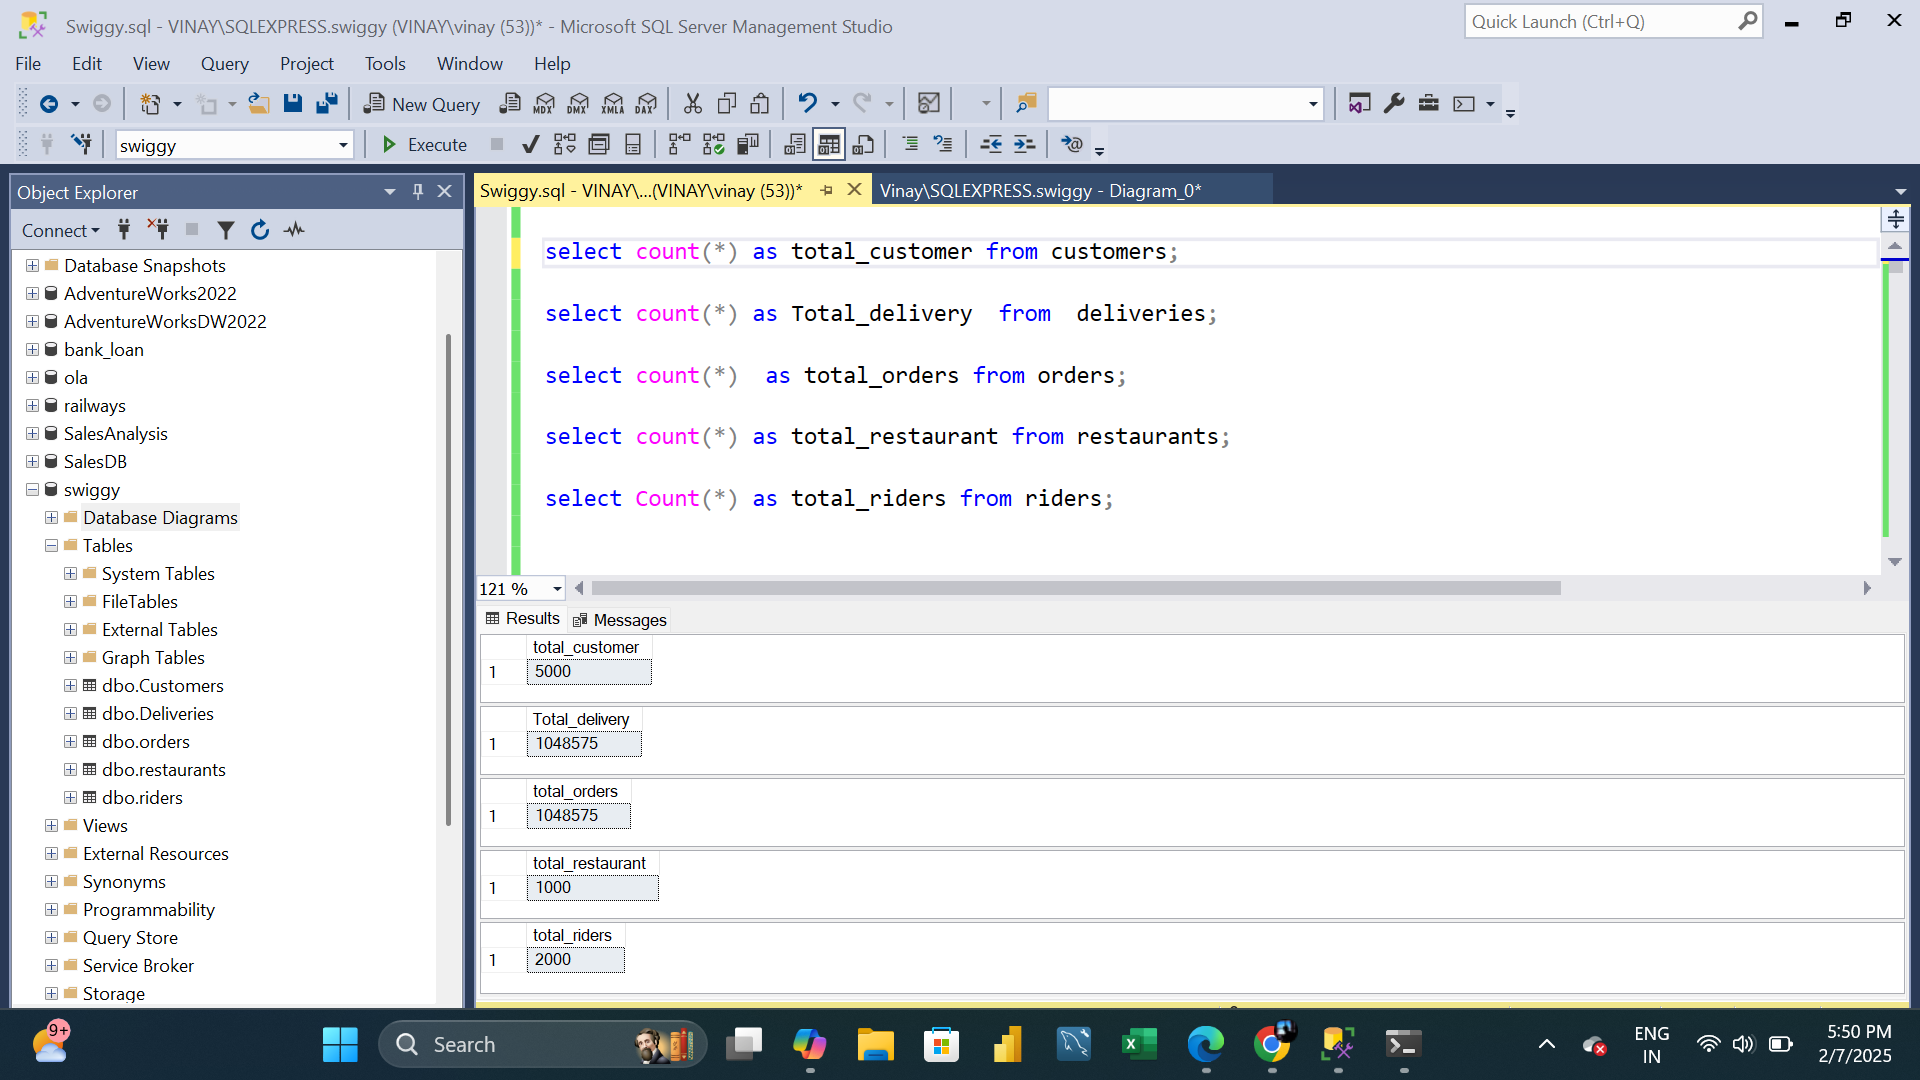 Swiggy.sql - VINAY\SQLEXPRESS.swiggy (VINAY\vinay (53))* - Microsoft SQL Server Management Studio
Quick Launch (Ctrl+Q)
File Edit View Query Project Tools Window Help
New Query MDX DMX XMLA DAX
swiggy Execute
Object Explorer
Connect
Database Snapshots
AdventureWorks2022
AdventureWorksDW2022
bank_loan
ola
railways
SalesAnalysis
SalesDB
swiggy
Database Diagrams
Tables
System Tables
FileTables
External Tables
Graph Tables
dbo.Customers
dbo.Deliveries
dbo.orders
dbo.restaurants
dbo.riders
Views
External Resources
Synonyms
Programmability
Query Store
Service Broker
Storage
Swiggy.sql - VINAY\...(VINAY\vinay (53))* Vinay\SQLEXPRESS.swiggy - Diagram_0*
select count(*) as total_customer from customers;
select count(*) as Total_delivery from deliveries;
select count(*) as total_orders from orders;
select count(*) as total_restaurant from restaurants;
select Count(*) as total_riders from riders;
121 %
Results Messages
total_customer
1 5000
Total_delivery
1 1048575
total_orders
1 1048575
total_restaurant
1 1000
total_riders
1 2000
9+
Search
ENG
IN
5:50 PM
2/7/2025